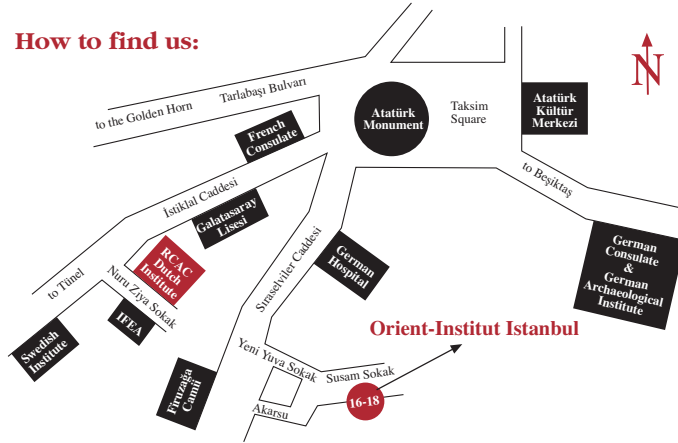 How to find us:
N
to the Golden Horn
Tarlabaşı Bulvarı
French
Consulate
Atatürk
Monument
Taksim
Square
Atatürk
Kültür
Merkezi
to Beşiktaş
İstiklal Caddesi
Galatasaray
Lisesi
RCAC
Dutch
Institute
Nuru Ziya Sokak
to Tünel
IFEA
Swedish
Institute
Sıraselviler Caddesi
German
Hospital
German
Consulate
&
German
Archaeological
Institute
Orient-Institut Istanbul
Yeni Yuva Sokak
Susam Sokak
Firuzağa
Camii
Akarsu
16-18